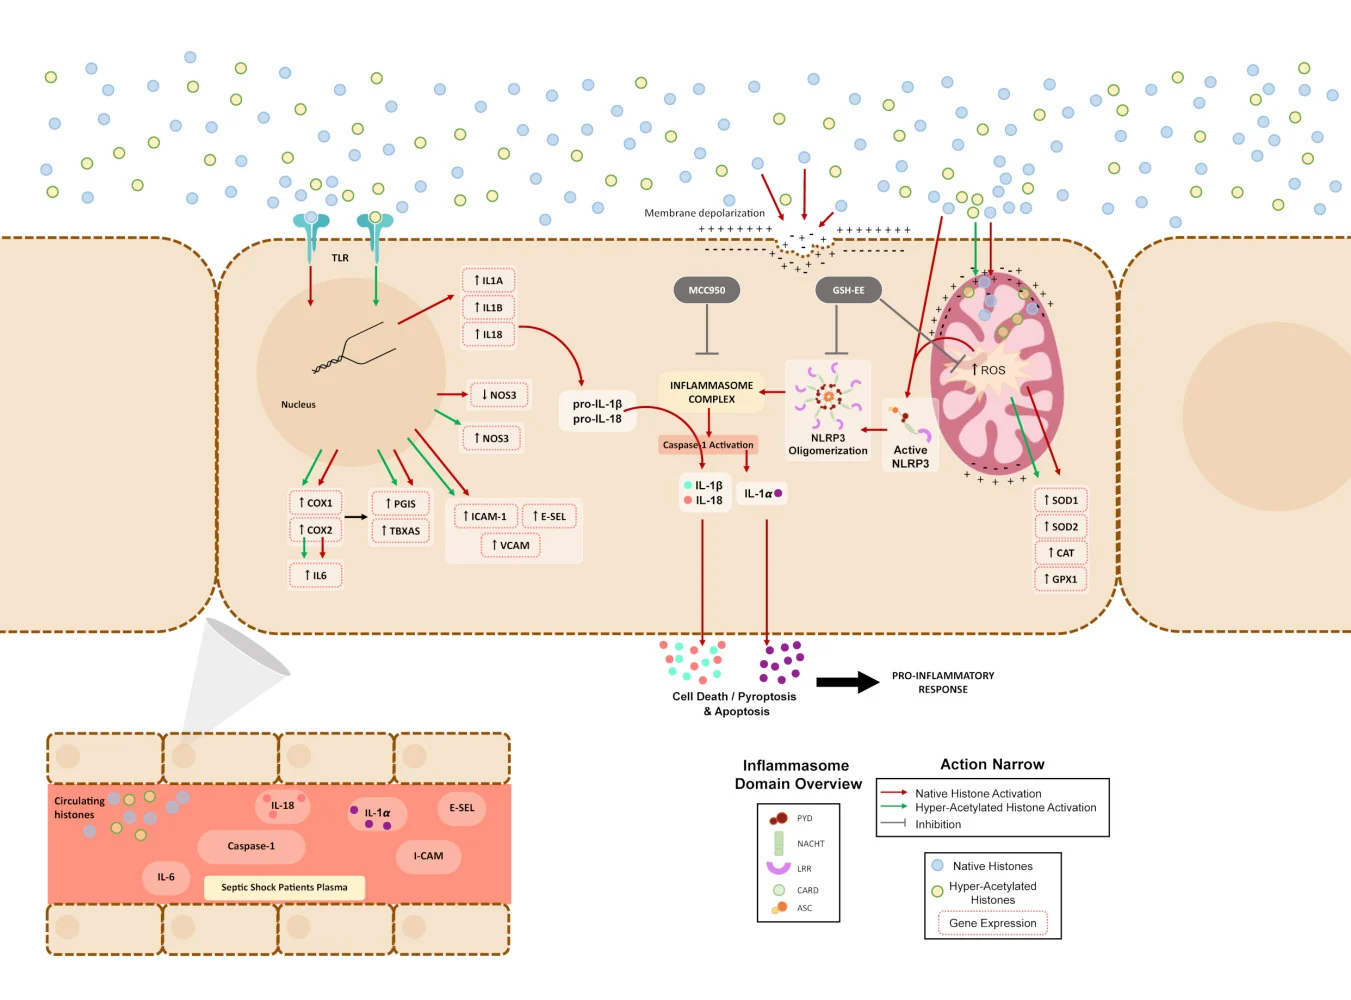 Membrane depolarization
+ + + + + + + +
+ + + + + + + +
TLR
MCC950
GSH-EE
↑ IL1A
↑ IL1B
↑ IL18
↑ ROS
Nucleus
↓ NOS3
↑ NOS3
pro-IL-1β
pro-IL-18
INFLAMMASOME
COMPLEX
Caspase-1 Activation
NLRP3
Oligomerization
Active
NLRP3
IL-1β
IL-18
IL-1α
↑ COX1
↑ COX2
↑ IL6
↑ PGIS
↑ TBXAS
↑ ICAM-1
↑ E-SEL
↑ VCAM
↑ SOD1
↑ SOD2
↑ CAT
↑ GPX1
Cell Death / Pyroptosis
& Apoptosis
PRO-INFLAMMATORY
RESPONSE
Circulating
histones
IL-18
IL-1α
E-SEL
Caspase-1
I-CAM
IL-6
Septic Shock Patients Plasma
Inflammasome
Domain Overview
PYD
NACHT
LRR
CARD
ASC
Action Narrow
Native Histone Activation
Hyper-Acetylated Histone Activation
Inhibition
Native Histones
Hyper-Acetylated
Histones
Gene Expression